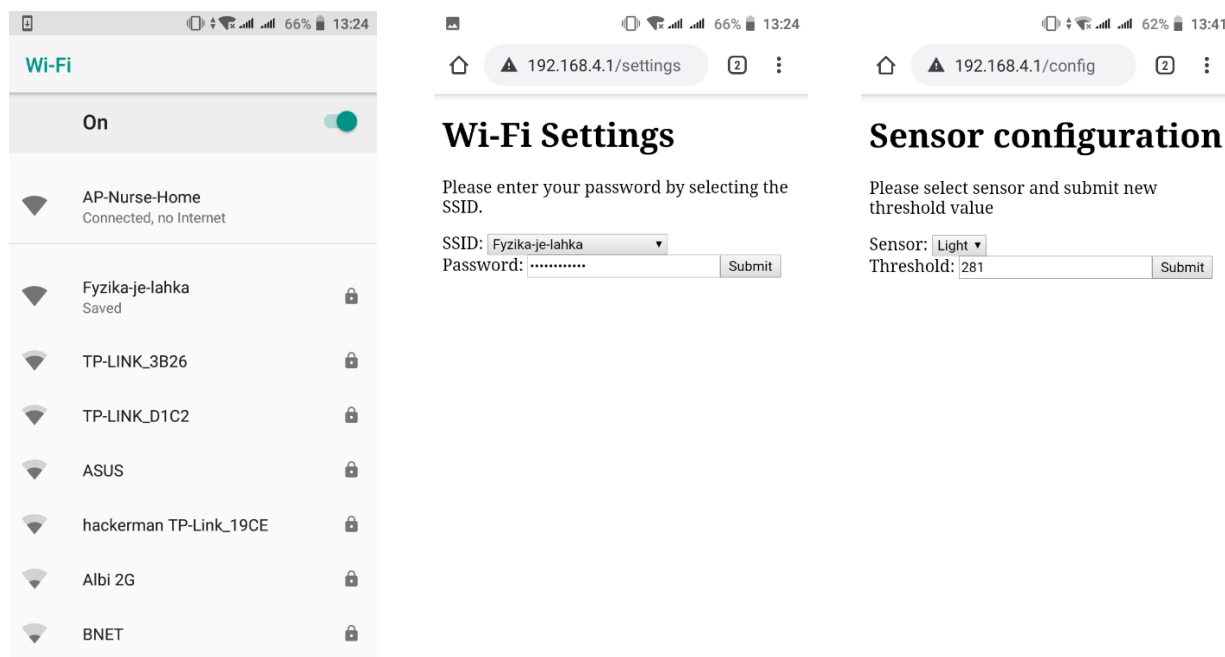 66% 13:24
Wi-Fi
On
AP-Nurse-Home
Connected, no Internet
Fyzika-je-lahka
Saved
TP-LINK_3B26
TP-LINK_D1C2
ASUS
hackerman TP-Link_19CE
Albi 2G
BNET
66% 13:24
192.168.4.1/settings 2
Wi-Fi Settings
Please enter your password by selecting the
SSID.
SSID: Fyzika-je-lahka
Password: ············ Submit
62% 13:41
192.168.4.1/config 2
Sensor configuration
Please select sensor and submit new
threshold value
Sensor: Light
Threshold: 281 Submit